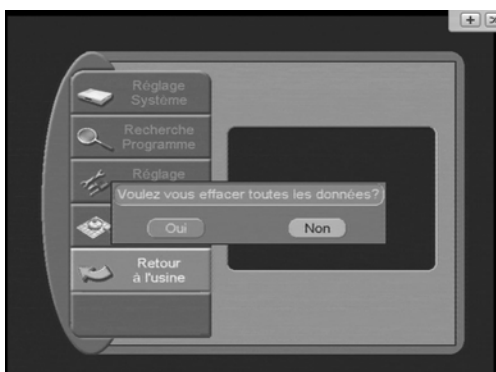 Réglage
Système
Recherche
Programme
Réglage
Voulez vous effacer toutes les données?
Oui
Non
Retour
à l'usine